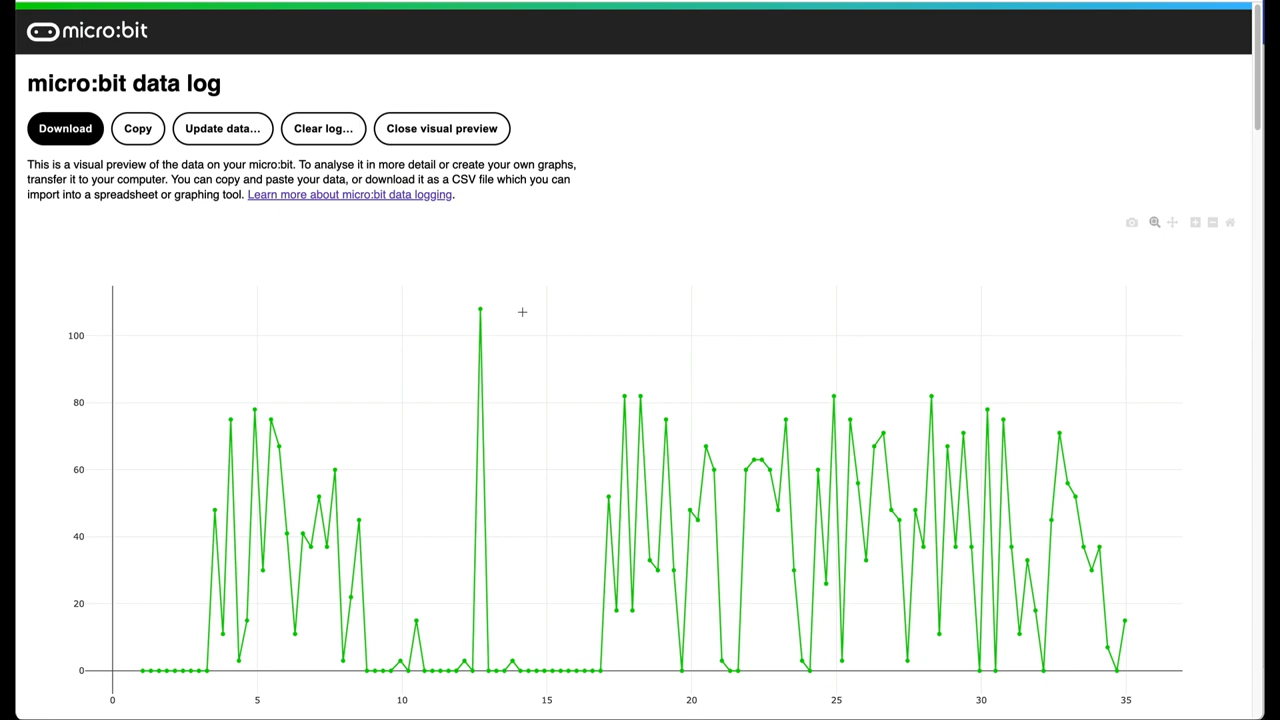 micro:bit
micro:bit data log
Download Copy Update data... Clear log... Close visual preview
This is a visual preview of the data on your micro:bit. To analyse it in more detail or create your own graphs,
transfer it to your computer. You can copy and paste your data, or download it as a CSV file which you can
import into a spreadsheet or graphing tool. Learn more about micro:bit data logging.
100
80
60
40
20
0
0 5 10 15 20 25 30 35